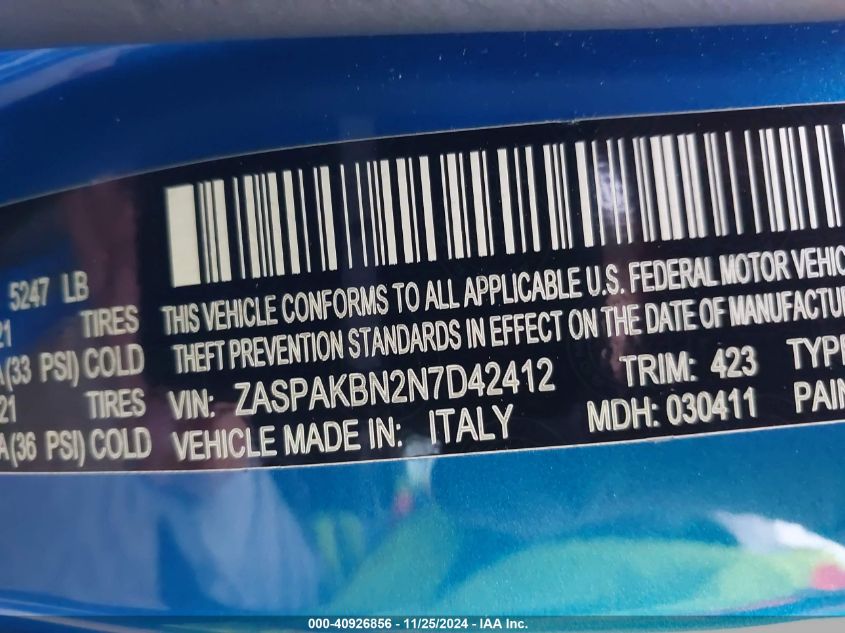 5247 LB
21 TIRES
(33 PSI) COLD
21 TIRES
A(36 PSI) COLD
THIS VEHICLE CONFORMS TO ALL APPLICABLE U.S. FEDERAL MOTOR
THEFT PREVENTION STANDARDS IN EFFECT ON THE DATE OF
VIN: ZASPAKBN2N7D42412 TRIM: 423
VEHICLE MADE IN: ITALY MDH: 030411
000-40926856 - 11/25/2024 - IAA Inc.